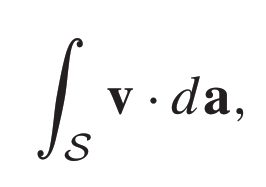 ∫_S v · da,